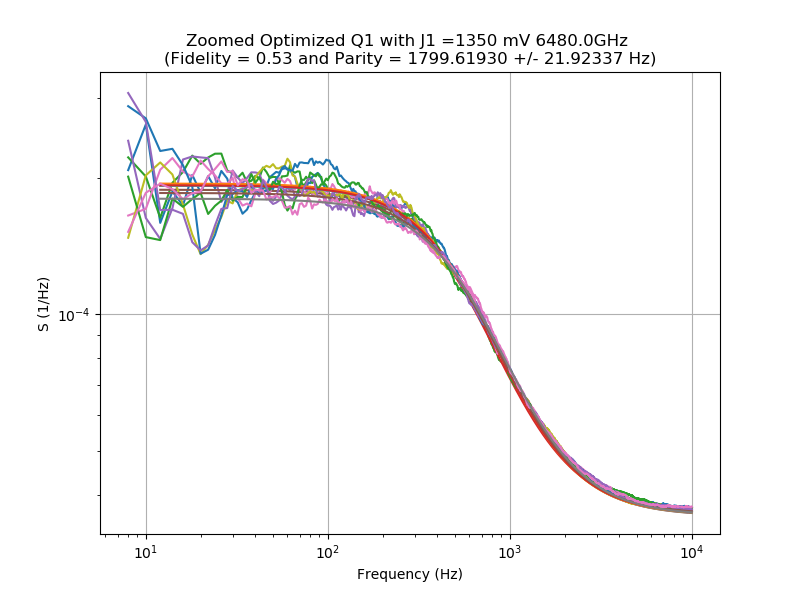 Zoomed Optimized Q1 with J1 =1350 mV 6480.0GHz
(Fidelity = 0.53 and Parity = 1799.61930 +/- 21.92337 Hz)
S (1/Hz)
10⁻⁴
10¹ 10² 10³ 10⁴
Frequency (Hz)